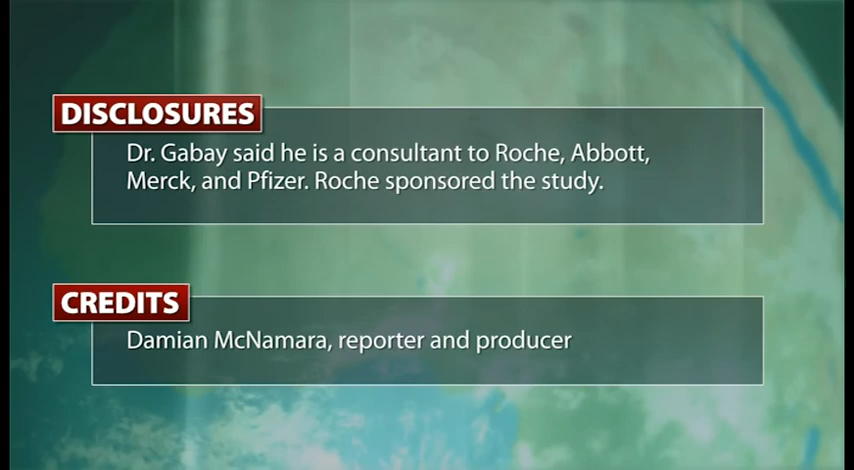 DISCLOSURES
Dr. Gabay said he is a consultant to Roche, Abbott,
Merck, and Pfizer. Roche sponsored the study.
CREDITS
Damian McNamara, reporter and producer